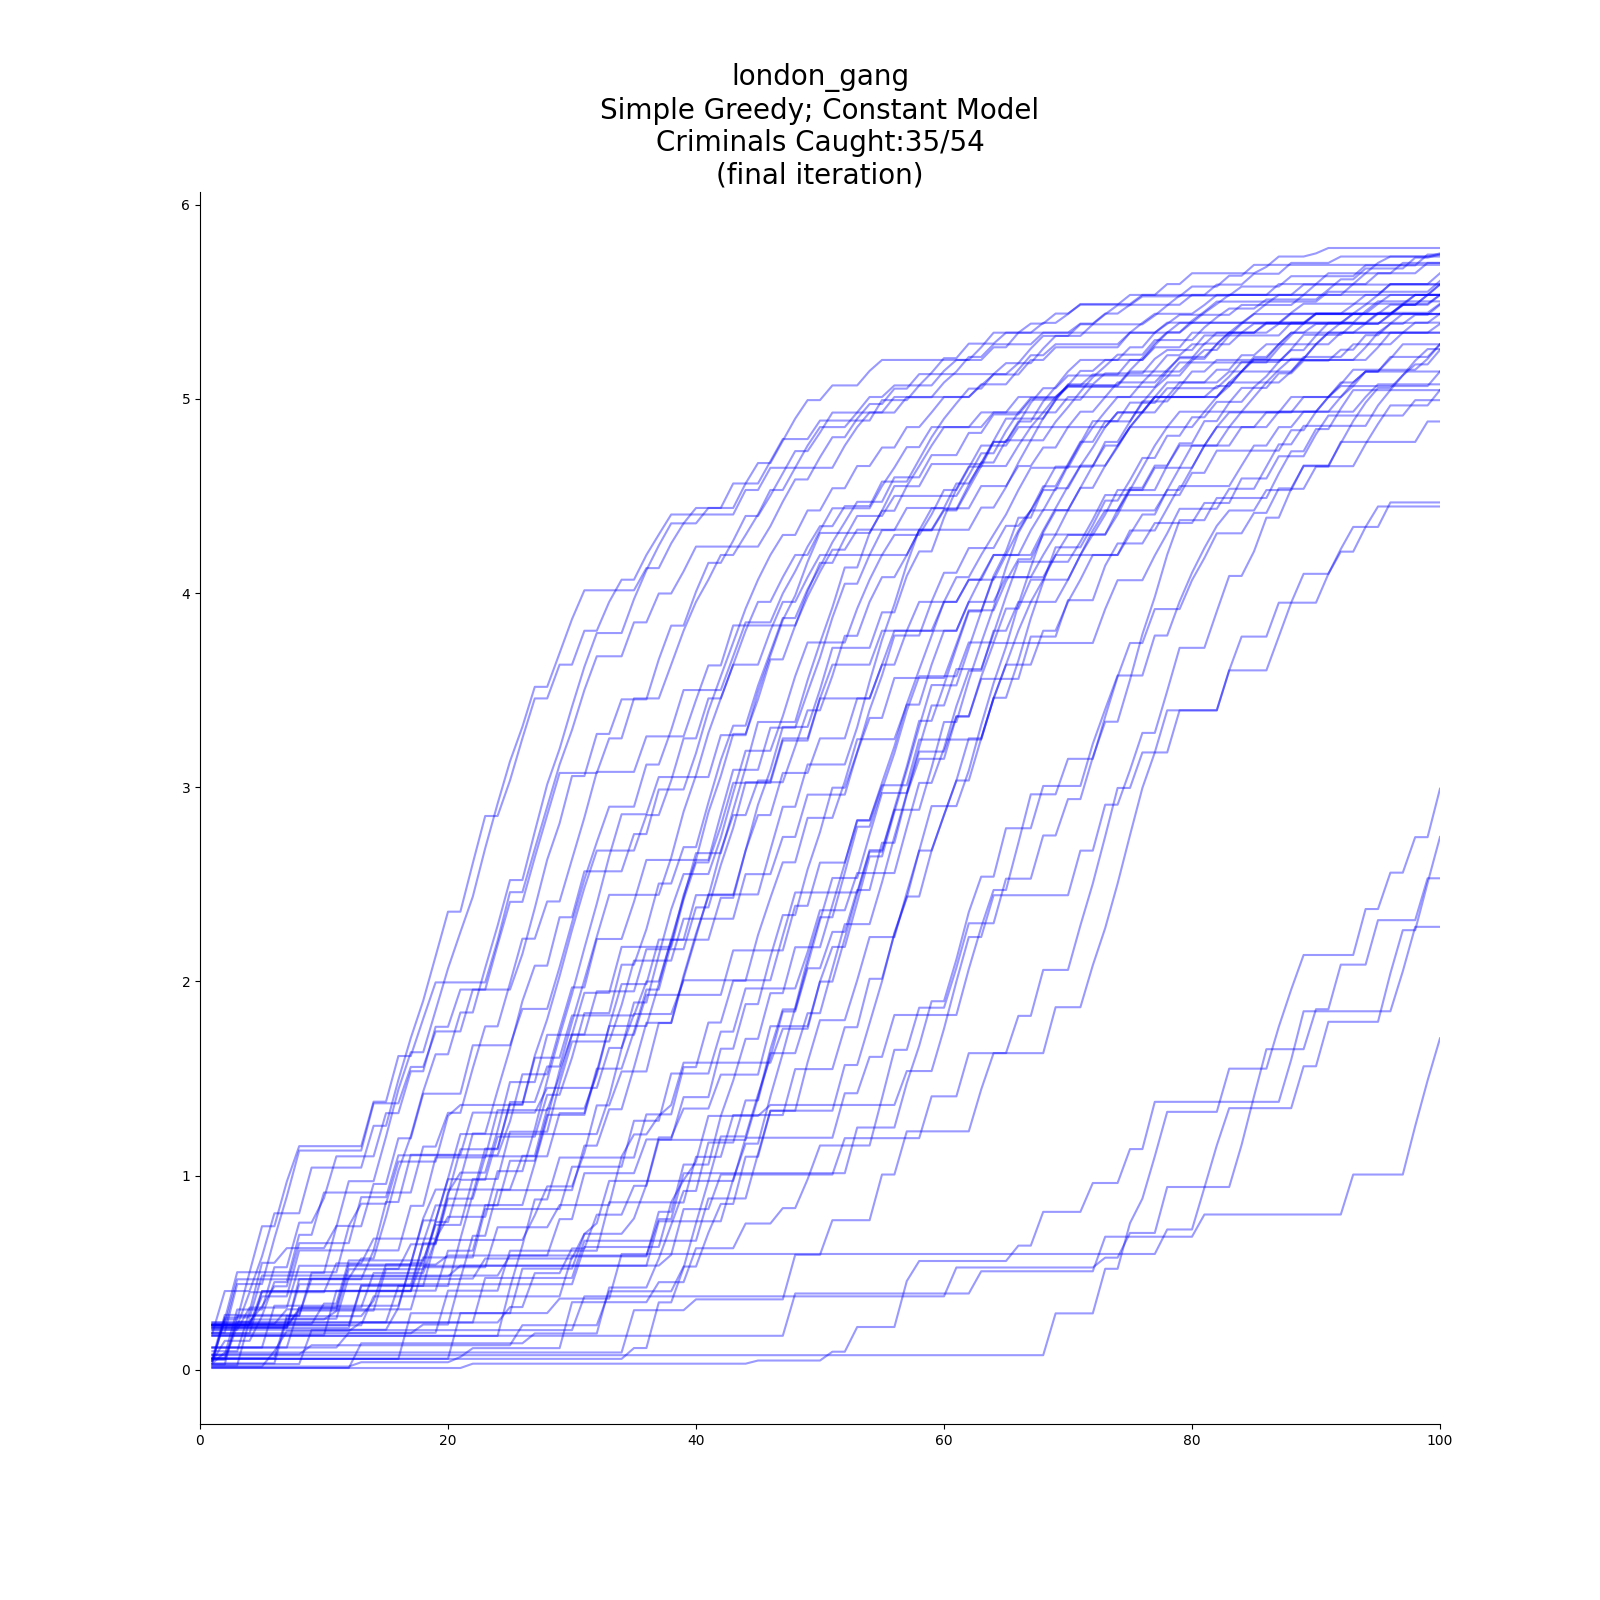 london_gang
Simple Greedy; Constant Model
Criminals Caught:35/54
(final iteration)
6
5
4
3
2
1
0
0 20 40 60 80 100